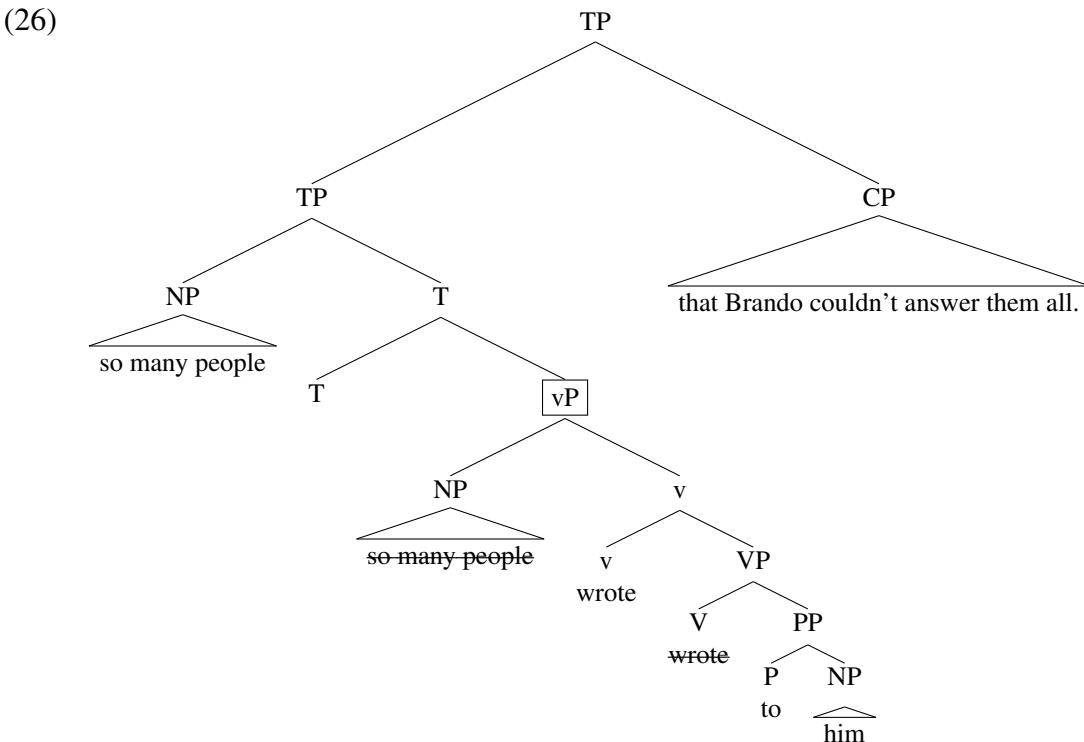 (26)
TP
TP CP
that Brando couldn't answer them all.
NP T
so many people
T vP
NP v
so many people
v VP
wrote
V PP
wrote
P NP
to
him